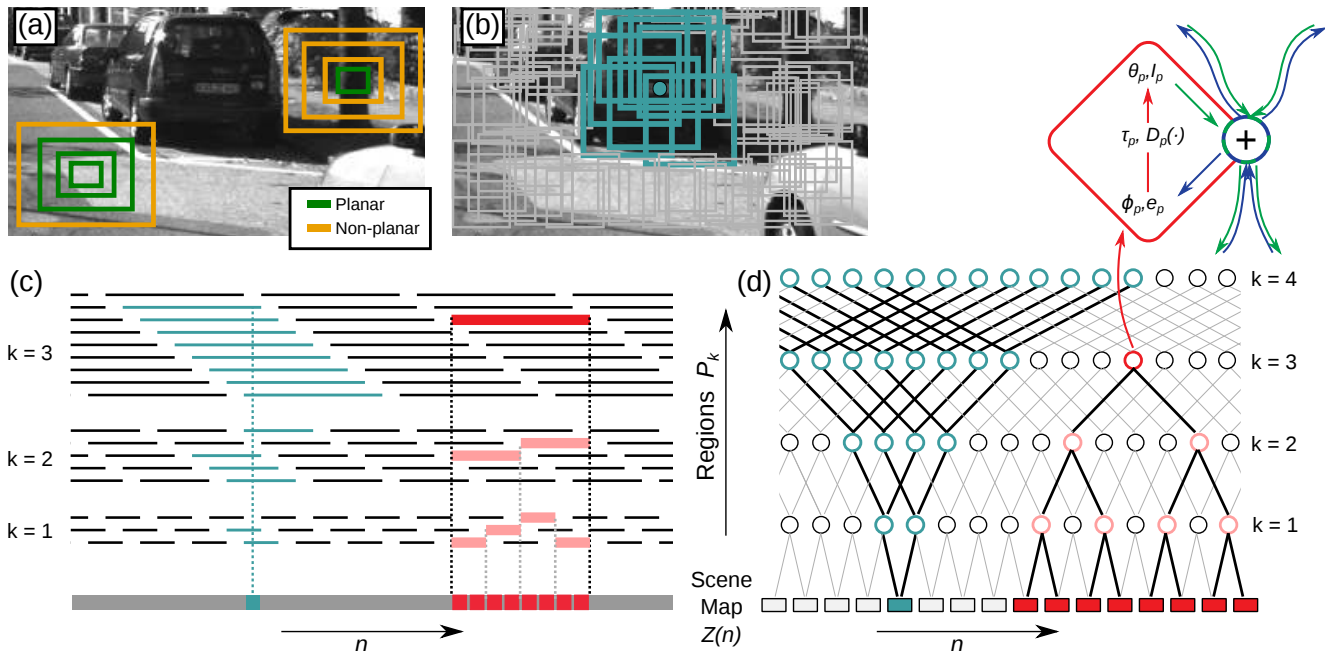 (a)
Planar
Non-planar
(b)
θp,Ip
τp, Dp(·)
ϕp,ep
+
(c)
k = 3
k = 2
k = 1
n
(d)
k = 4
k = 3
k = 2
k = 1
Regions Pk
Scene
Map
Z(n)
n